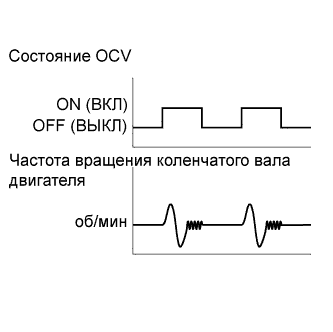 Состояние OCV
ON (ВКЛ)
OFF (ВЫКЛ)
Частота вращения коленчатого вала
двигателя
об/мин